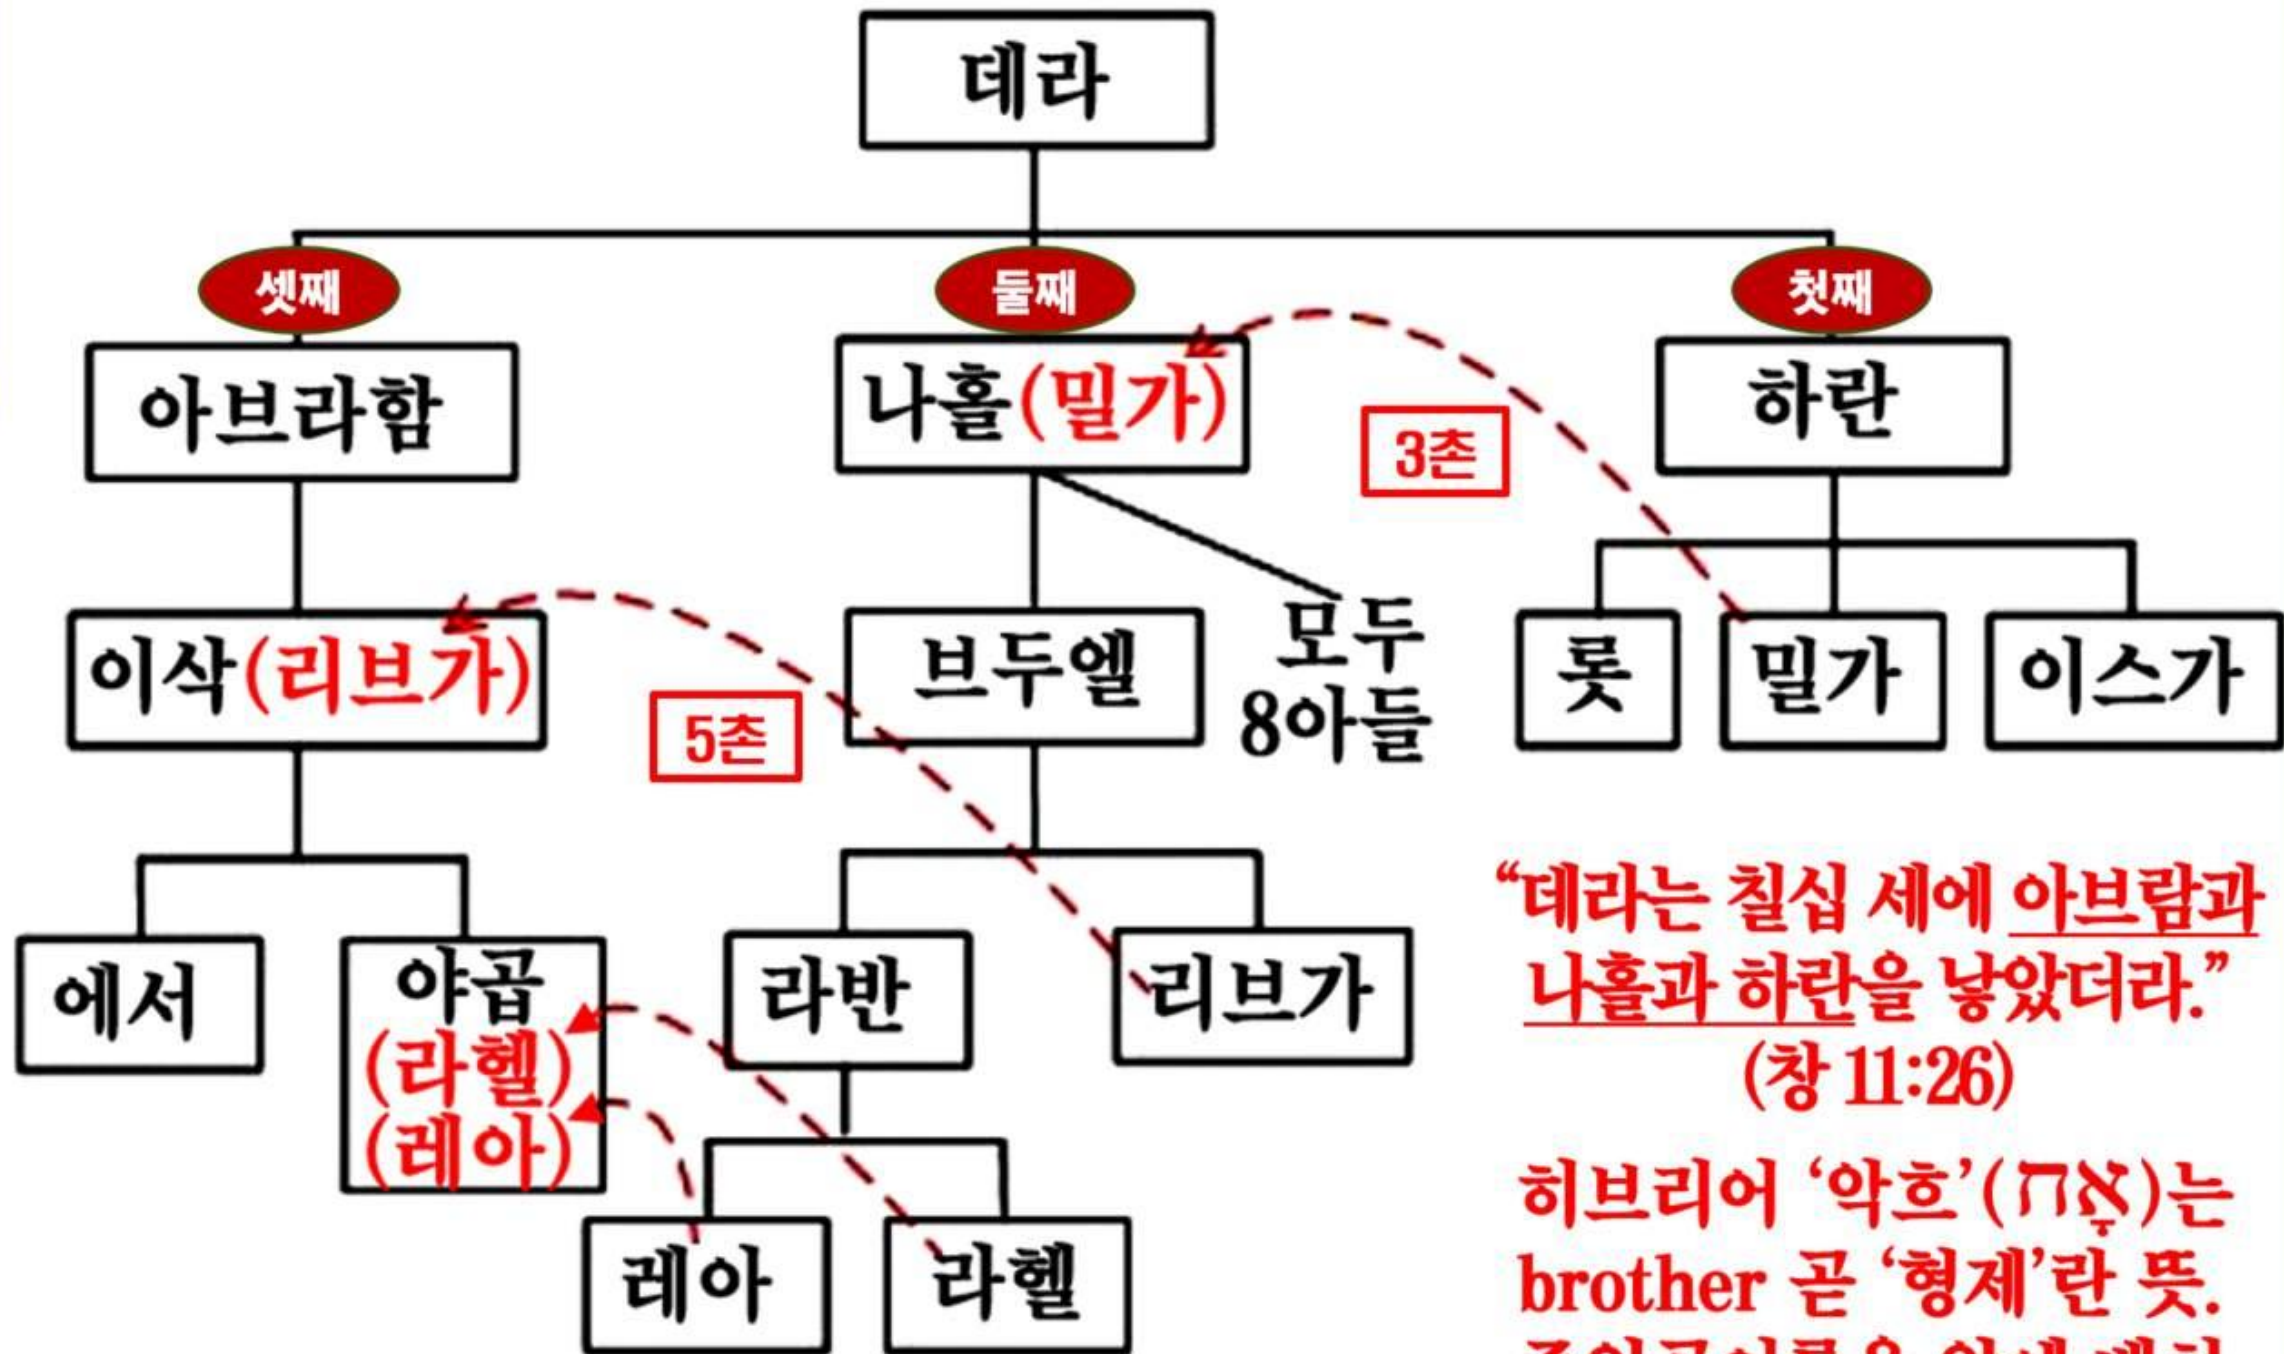 데라
셋째
둘째
첫째
아브라함
나홀(밀가)
하란
3촌
이삭(리브가)
브두엘
모두
8아들
롯
밀가
이스가
5촌
에서
야곱
(라헬)
(레아)
라반
리브가
레아
라헬
“데라는 칠십 세에 아브람과
나홀과 하란을 낳았더라.”
(창 11:26)
히브리어 ‘악흐’(אָח)는
brother 곧 ‘형제’란 뜻.